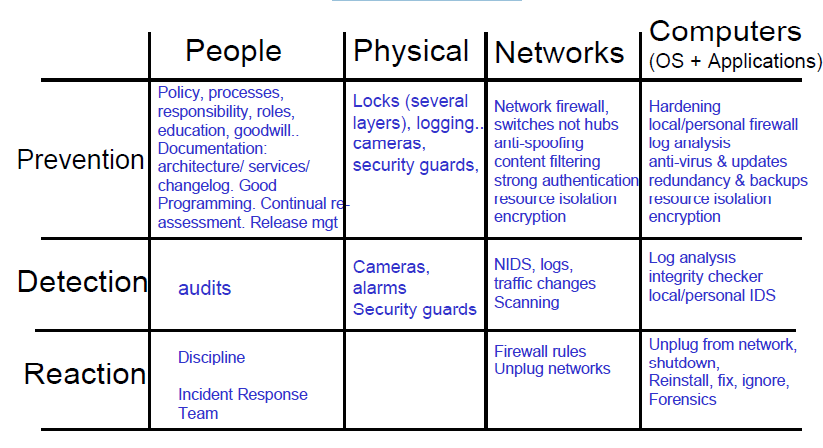 People
Physical
Networks
Computers
(OS + Applications)
Prevention
Policy, processes,
responsibility, roles,
education, goodwill..
Documentation:
architecture/ services/
changelog. Good
Programming. Continual re-
assessment. Release mgt
Locks (several
layers), logging..
cameras,
security guards,
Network firewall,
switches not hubs
anti-spoofing
content filtering
strong authentication
resource isolation
encryption
Hardening
local/personal firewall
log analysis
anti-virus & updates
redundancy & backups
resource isolation
encryption
Detection
audits
Cameras,
alarms
Security guards
NIDS, logs,
traffic changes
Scanning
Log analysis
integrity checker
local/personal IDS
Reaction
Discipline
Incident Response
Team
Firewall rules
Unplug networks
Unplug from network,
shutdown,
Reinstall, fix, ignore,
Forensics